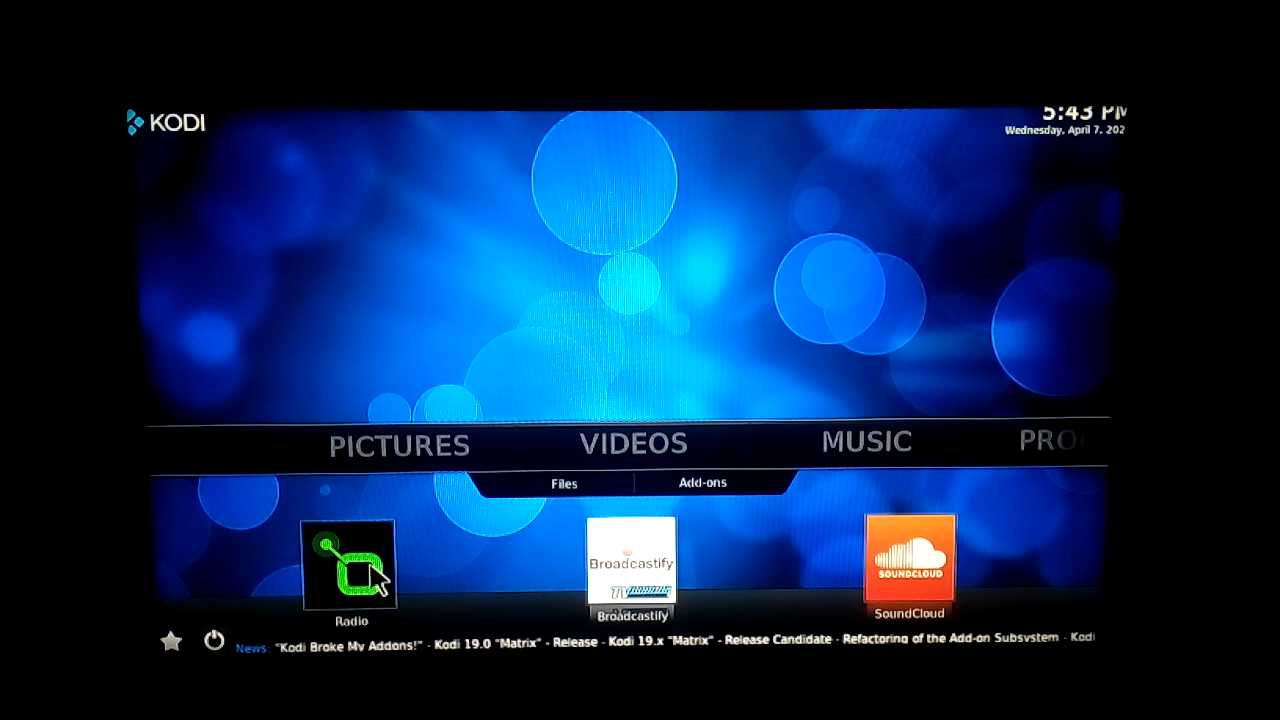 KODI
5:43 PM
Wednesday, April 7, 202
PICTURES VIDEOS MUSIC PRO
Files Add-ons
Broadcastify
SOUNDCLOUD
Radio Broadcastify SoundCloud
News: "Kodi Broke My Addons!" - Kodi 19.0 "Matrix" - Release - Kodi 19.x "Matrix" - Release Candidate - Refactoring of the Add-on Subsystem - Kodi